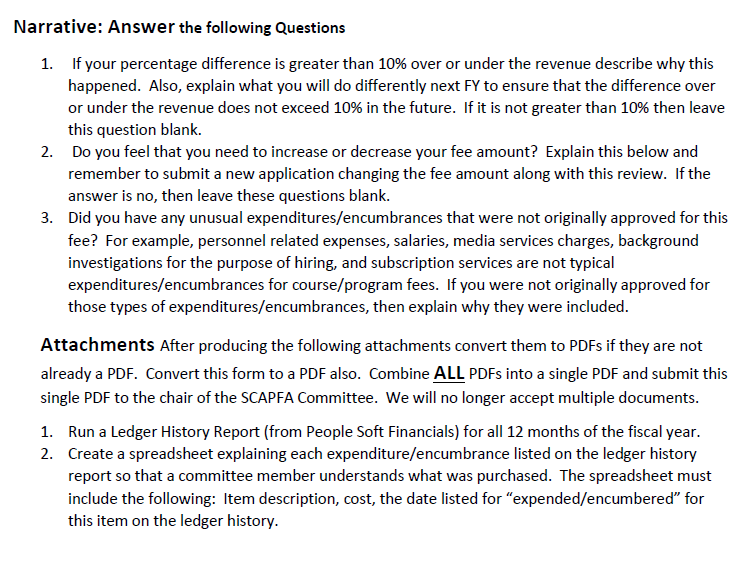 Narrative: Answer the following Questions
1. If your percentage difference is greater than 10% over or under the revenue describe why this
happened. Also, explain what you will do differently next FY to ensure that the difference over
or under the revenue does not exceed 10% in the future. If it is not greater than 10% then leave
this question blank.
2. Do you feel that you need to increase or decrease your fee amount? Explain this below and
remember to submit a new application changing the fee amount along with this review. If the
answer is no, then leave these questions blank.
3. Did you have any unusual expenditures/encumbrances that were not originally approved for this
fee? For example, personnel related expenses, salaries, media services charges, background
investigations for the purpose of hiring, and subscription services are not typical
expenditures/encumbrances for course/program fees. If you were not originally approved for
those types of expenditures/encumbrances, then explain why they were included.
Attachments After producing the following attachments convert them to PDFs if they are not
already a PDF. Convert this form to a PDF also. Combine ALL PDFs into a single PDF and submit this
single PDF to the chair of the SCAPFA Committee. We will no longer accept multiple documents.
1. Run a Ledger History Report (from People Soft Financials) for all 12 months of the fiscal year.
2. Create a spreadsheet explaining each expenditure/encumbrance listed on the ledger history
report so that a committee member understands what was purchased. The spreadsheet must
include the following: Item description, cost, the date listed for “expended/encumbered” for
this item on the ledger history.